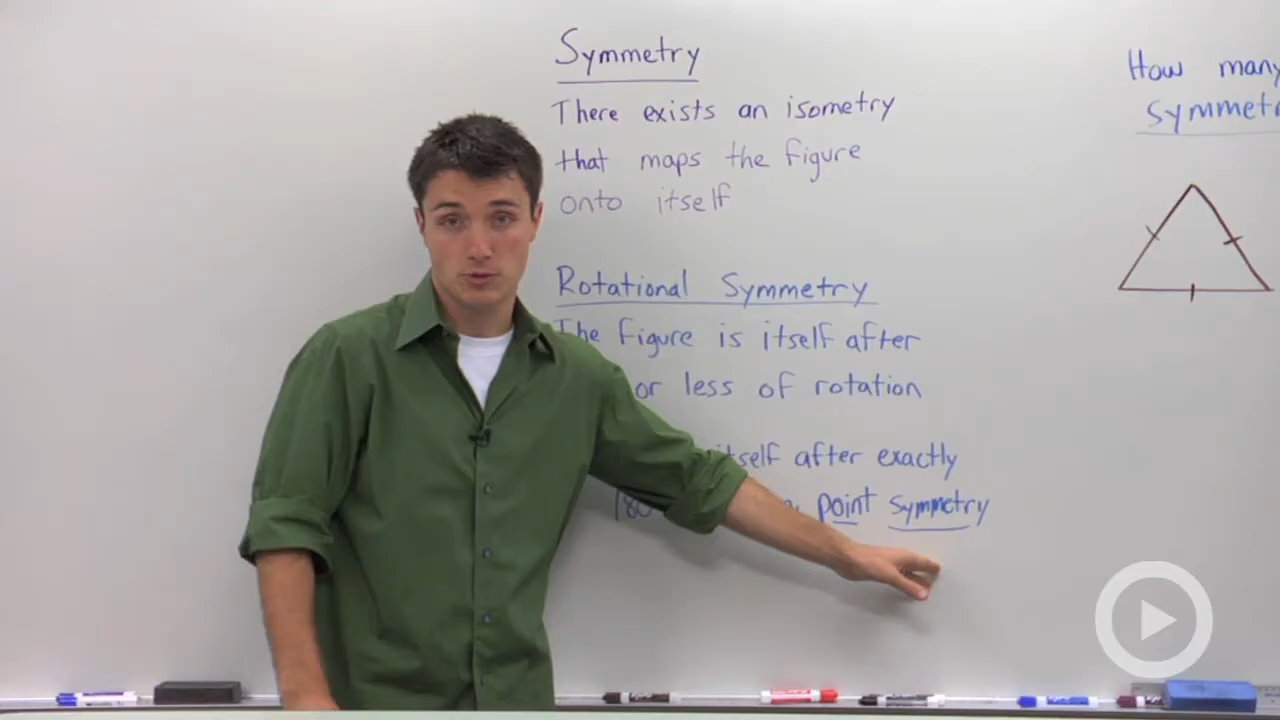 Symmetry
There exists an isometry
that maps the figure
onto itself
Rotational Symmetry
The figure is itself after
or less of rotation
itself after exactly
180 point symmetry
How many
symmetr